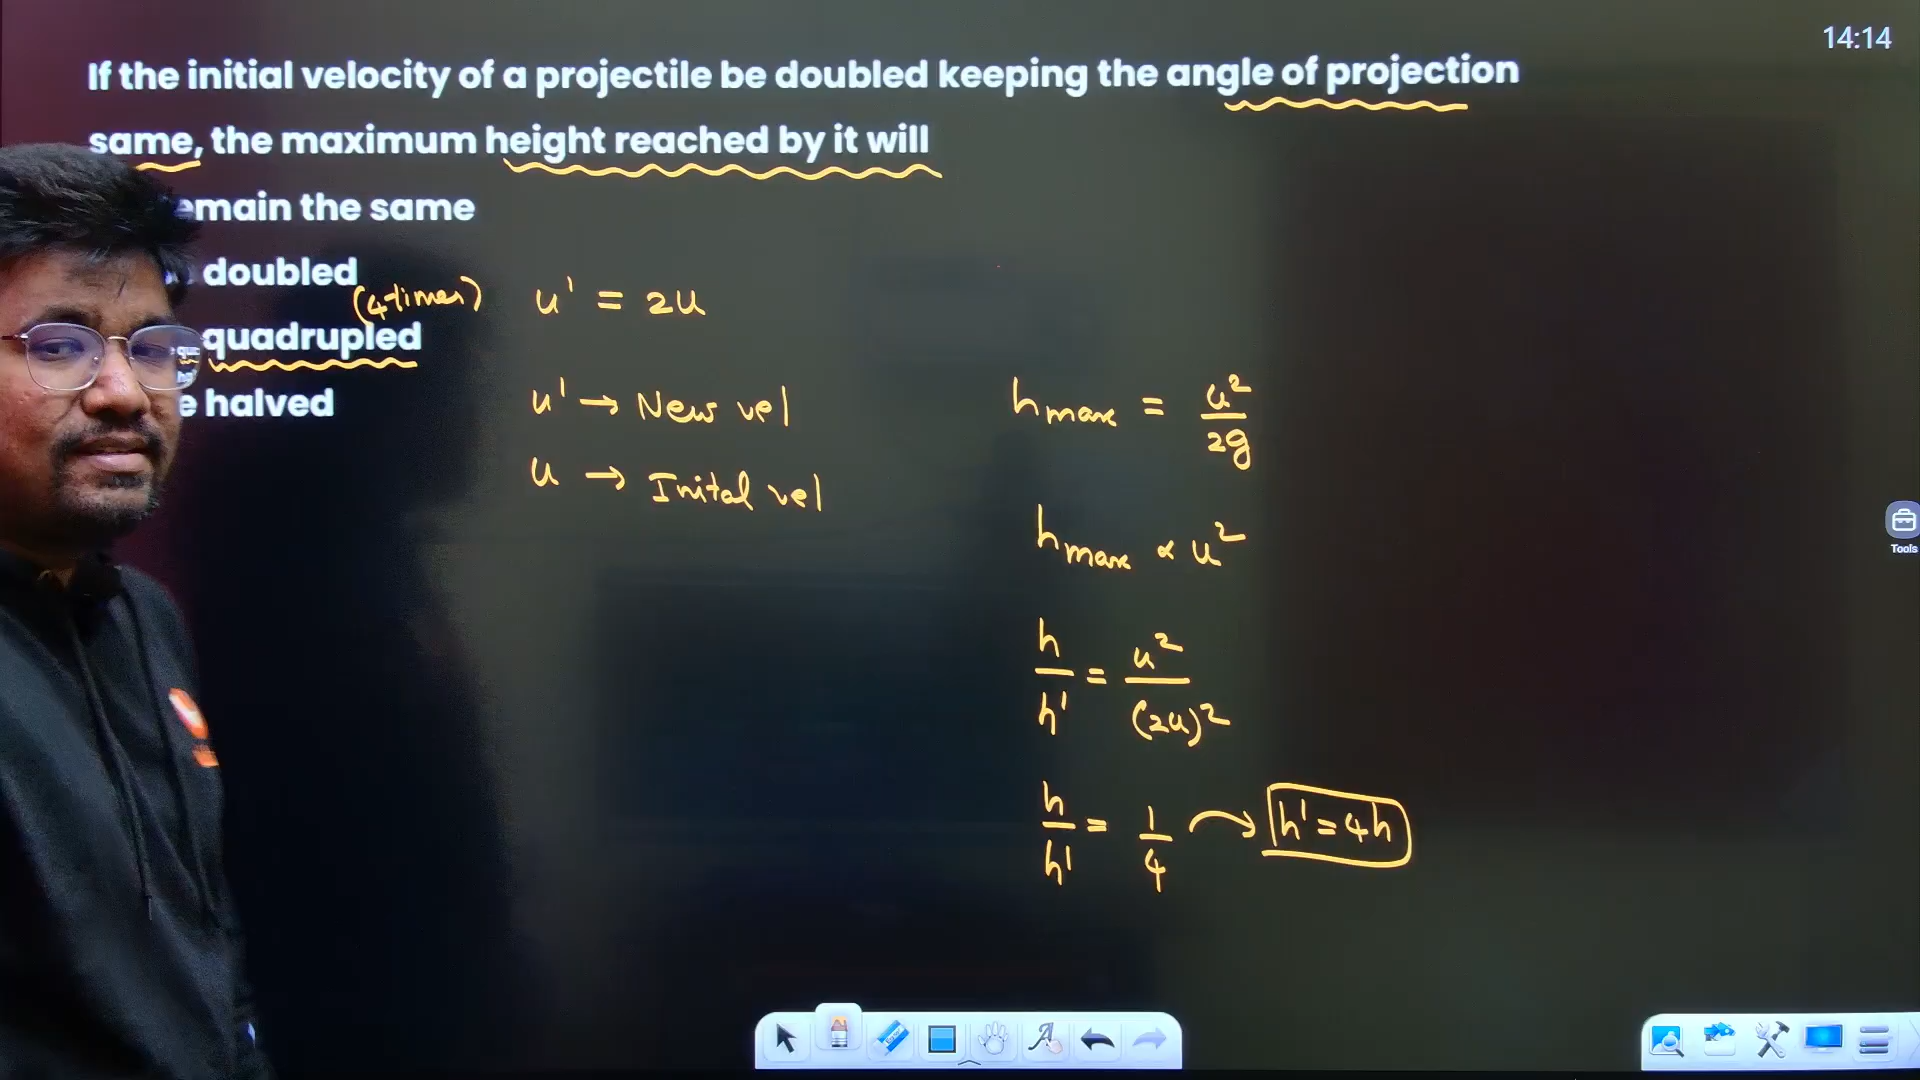 14:14
If the initial velocity of a projectile be doubled keeping the angle of projection
same, the maximum height reached by it will
emain the same
doubled
(4 times)
quadrupled
e halved
u' = 2u
u' → New vel
u → Inital vel
hmax = u²/2g
hmax ∝ u²
h/h' = u²/(2u)²
h/h' = 1/4 → h' = 4h
Tools